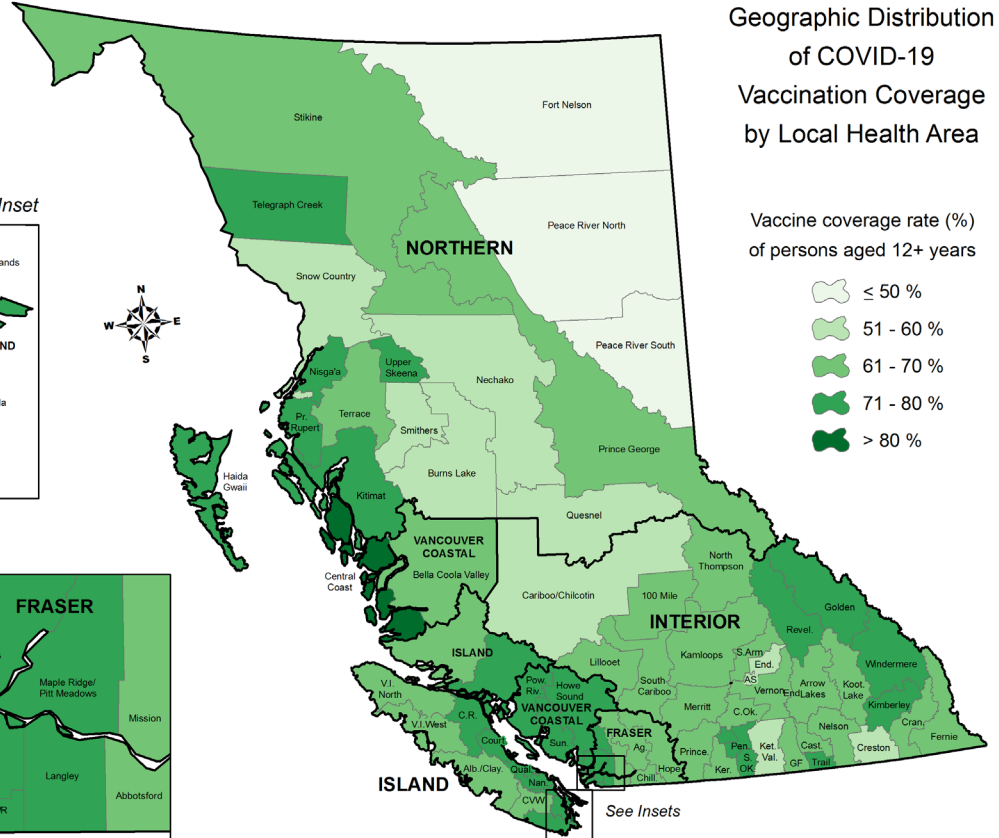 Geographic Distribution
of COVID-19
Vaccination Coverage
by Local Health Area
Vaccine coverage rate (%)
of persons aged 12+ years
≤ 50 %
51 - 60 %
61 - 70 %
71 - 80 %
> 80 %
Fort Nelson
Stikine
Telegraph Creek
Peace River North
NORTHERN
Snow Country
Peace River South
Nisga'a
Upper
Skeena
Nechako
Pr.
Rupert
Terrace
Smithers
Prince George
Burns Lake
Haida
Gwaii
Kitimat
Quesnel
VANCOUVER
COASTAL
Bella Coola Valley
Central
Coast
North
Thompson
Cariboo/Chilcotin
100 Mile
INTERIOR
Golden
Revel.
ISLAND
Lillooet
Kamloops
S.Arm
End.
AS
Windermere
V.I.
North
Pow.
Riv.
Howe
Sound
South
Cariboo
Vernon
End
Arrow
Lakes
Koot.
Lake
Kimberley
C.R.
VANCOUVER
COASTAL
Merritt
C.Ok.
V.I.West
Nelson
Cran.
Fernie
Court.
Sun.
FRASER
Ag.
Prince.
Pen.
S.
OK
Ket.
Val.
Cast.
Creston
Alb./Clay.
Qual.
Nan.
Hope
Chill.
Ker.
GF
Trail
ISLAND
CVW
See Insets
N
W
E
S
Inset
ands
ND
la
FRASER
Maple Ridge/
Pitt Meadows
Mission
Langley
Abbotsford
R